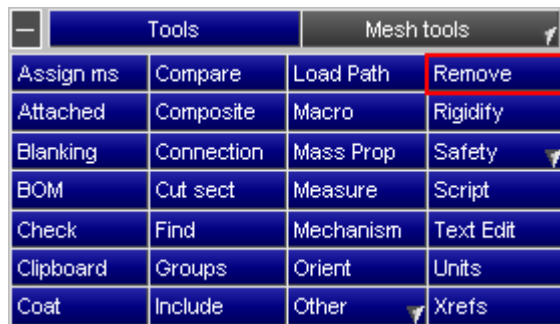 Tools Mesh tools
Assign ms Compare Load Path Remove
Attached Composite Macro Rigidify
Blanking Connection Mass Prop Safety
BOM Cut sect Measure Script
Check Find Mechanism Text Edit
Clipboard Groups Orient Units
Coat Include Other Xrefs